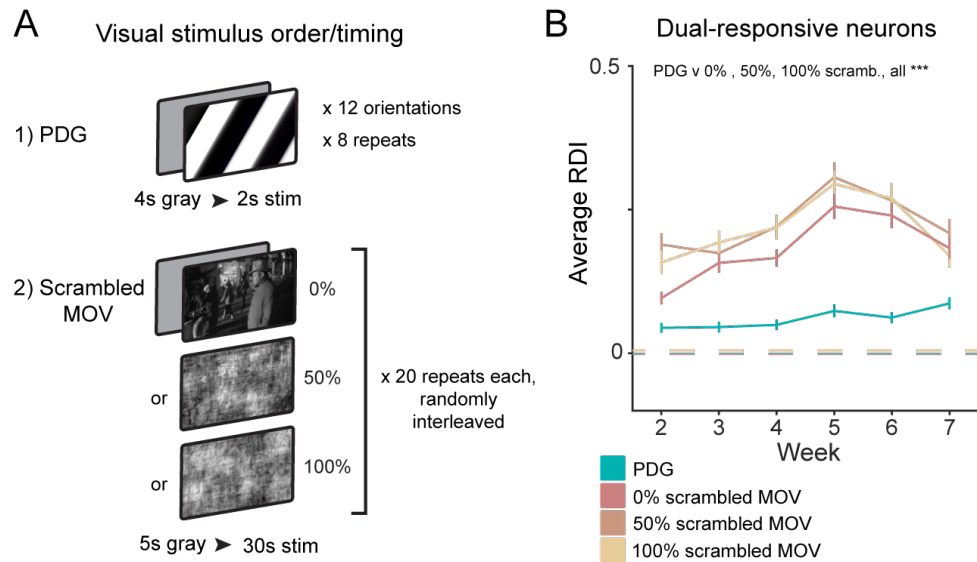 A
Visual stimulus order/timing
1) PDG
x 12 orientations
x 8 repeats
4s gray ➤ 2s stim
2) Scrambled
MOV
0%
or
50%
or
100%
x 20 repeats each,
randomly
interleaved
5s gray ➤ 30s stim
B
Dual-responsive neurons
PDG v 0% , 50%, 100% scramb., all ***
0.5
Average RDI
0
2 3 4 5 6 7
Week
PDG
0% scrambled MOV
50% scrambled MOV
100% scrambled MOV